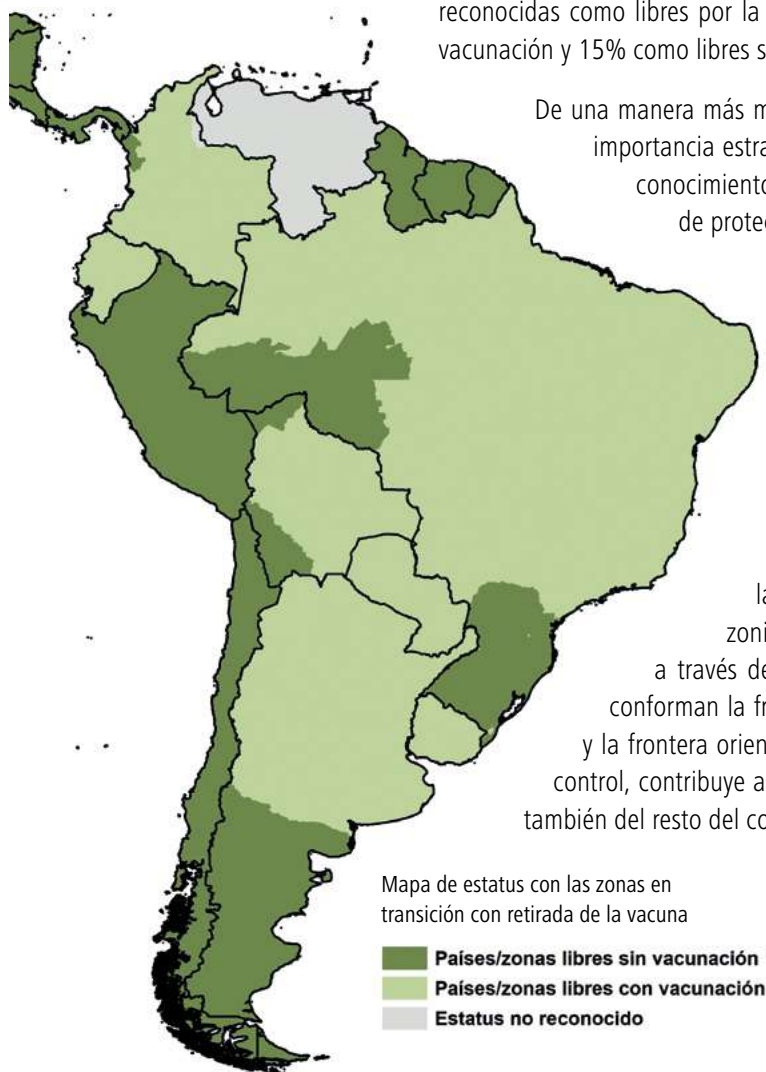 reconocidas como libres por la
vacunación y 15% como libres s
De una manera más m
importancia estra
conocimiento
de protec
la
zoni
a través de
conforman la fr
y la frontera orien
control, contribuye a
también del resto del co
Mapa de estatus con las zonas en
transición con retirada de la vacuna
Países/zonas libres sin vacunación
Países/zonas libres con vacunación
Estatus no reconocido